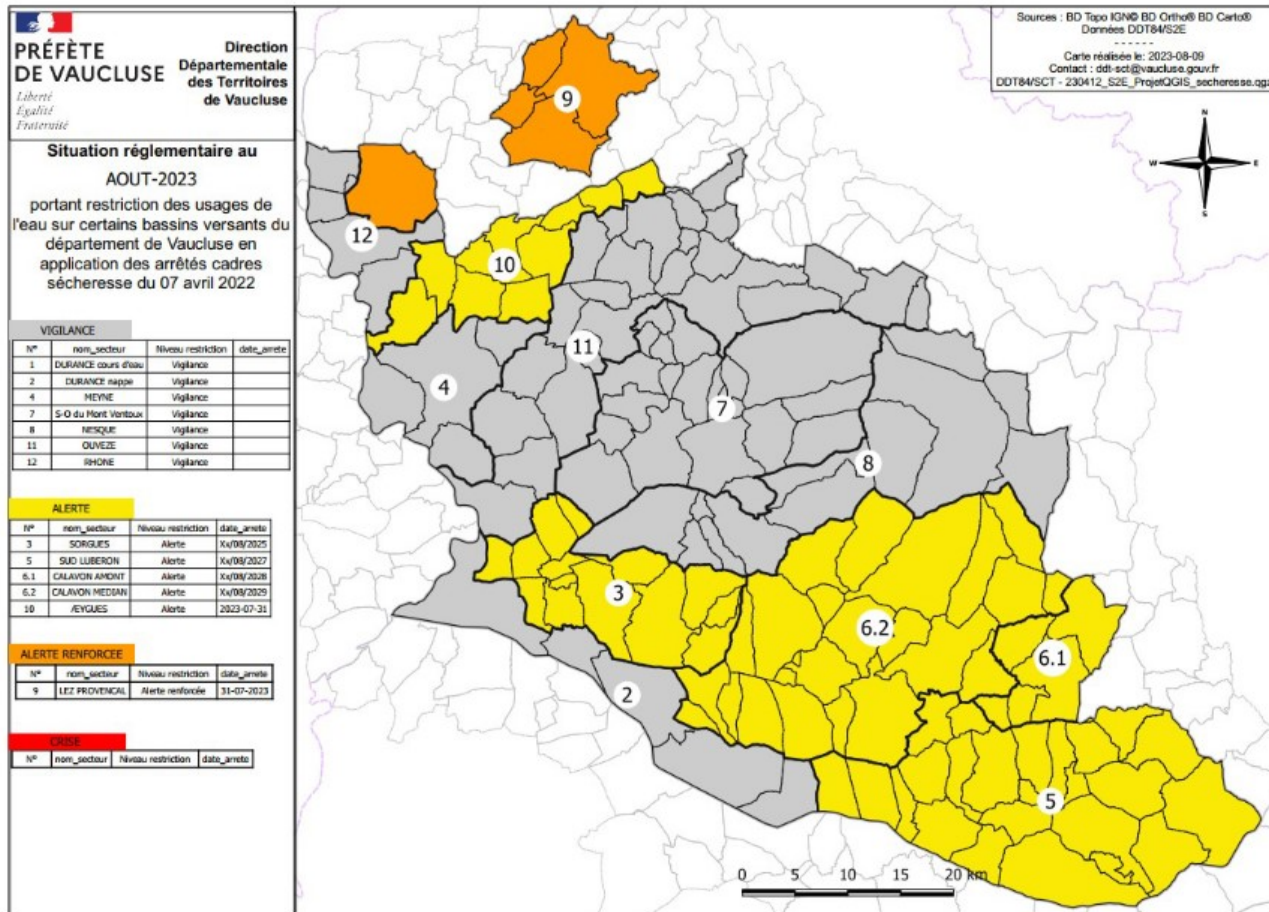 PRÉFÈTE
DE VAUCLUSE
Liberté
Égalité
Fraternité
Direction
Départementale
des Territoires
de Vaucluse
Situation réglementaire au
AOUT-2023
portant restriction des usages de
l'eau sur certains bassins versants du
département de Vaucluse en
application des arrêtés cadres
sécheresse du 07 avril 2022
VIGILANCE
N° nom_secteur Niveau restriction date_arrete
1 DURANCE cours d'eau Vigilance
2 DURANCE nappe Vigilance
4 MEYNE Vigilance
7 S-O du Mont Ventoux Vigilance
8 NESQUE Vigilance
11 OUVEZE Vigilance
12 RHONE Vigilance
ALERTE
N° nom_secteur Niveau restriction date_arrete
3 SORGUES Alerte Xx/08/2025
5 SUD LUBERON Alerte Xx/08/2027
6.1 CALAVON AMONT Alerte Xx/08/2028
6.2 CALAVON MEDIAN Alerte Xx/08/2029
10 ÆYGUES Alerte 2023-07-31
ALERTE RENFORCEE
N° nom_secteur Niveau restriction date_arrete
9 LEZ PROVENCAL Alerte renforcée 31-07-2023
CRISE
N° nom_secteur Niveau restriction date_arrete
Sources : BD Topo IGN© BD Ortho® BD Carto®
Données DDT84/S2E
- - - - - -
Carte réalisée le: 2023-08-09
Contact : ddt-sct@vaucluse.gouv.fr
DDT84/SCT - 230412_S2E_ProjetQGIS_secheresse.qgz
N
W E
S
9
12
10
11
4
7
8
3
6.2
6.1
2
5
0 5 10 15 20 km